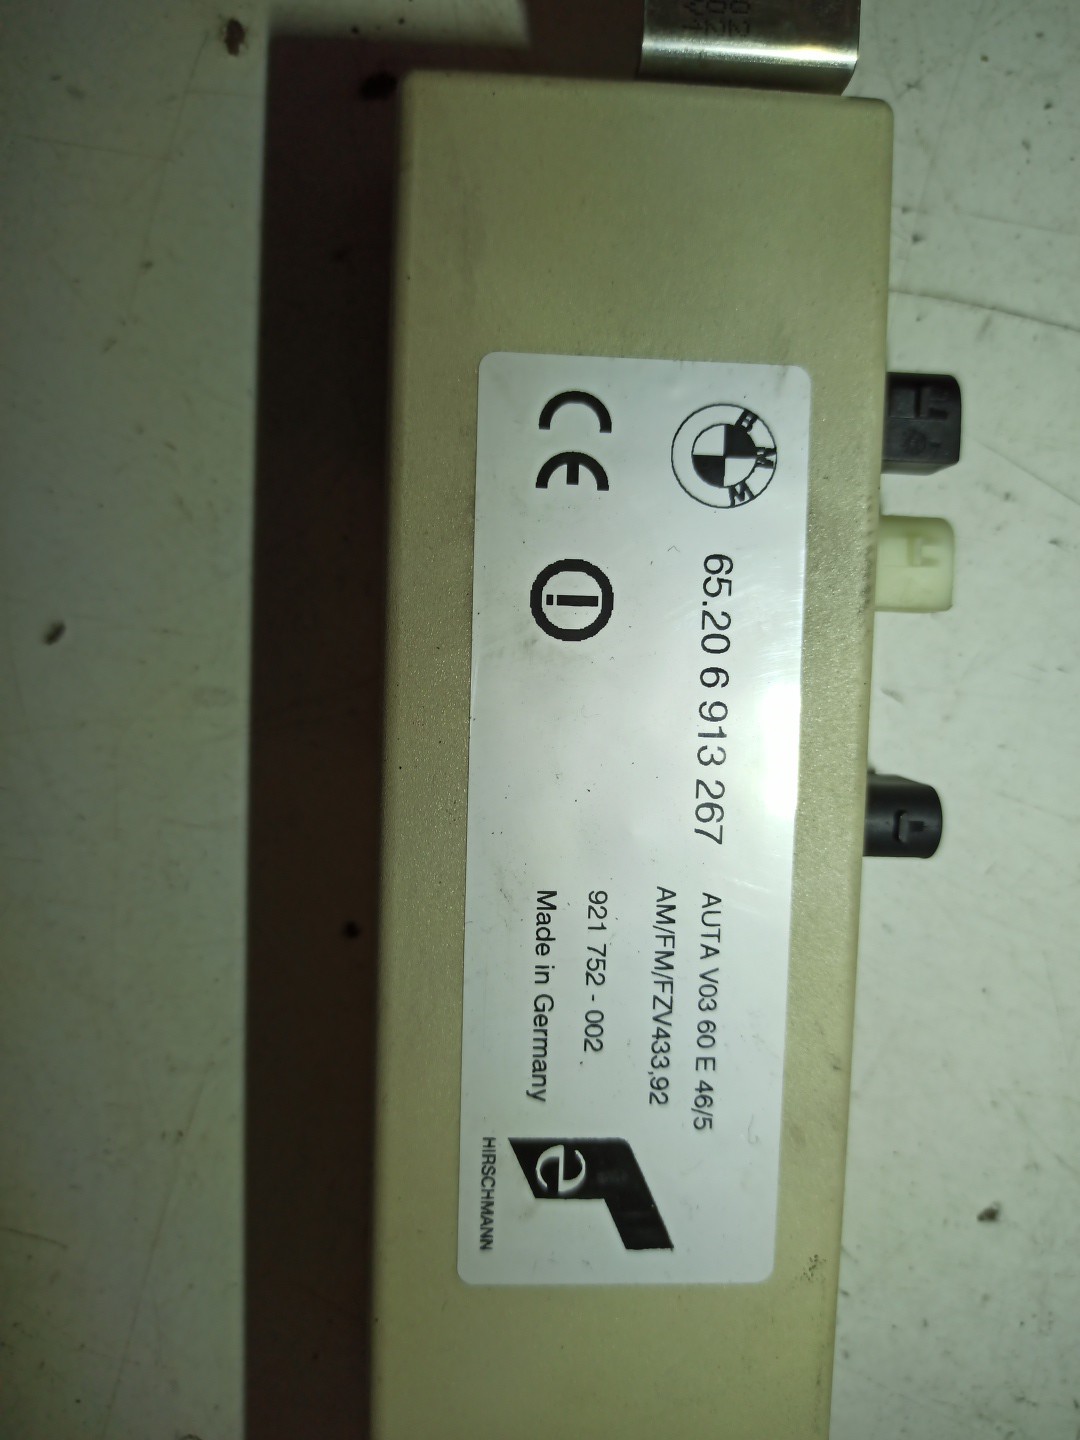 BMW
65.20 6 913 267
AUTA V03 60 E 46/5
AM/FM/FZV433,92
CE
921 752 - 002 .
Made in Germany
e
HIRSCHMANN